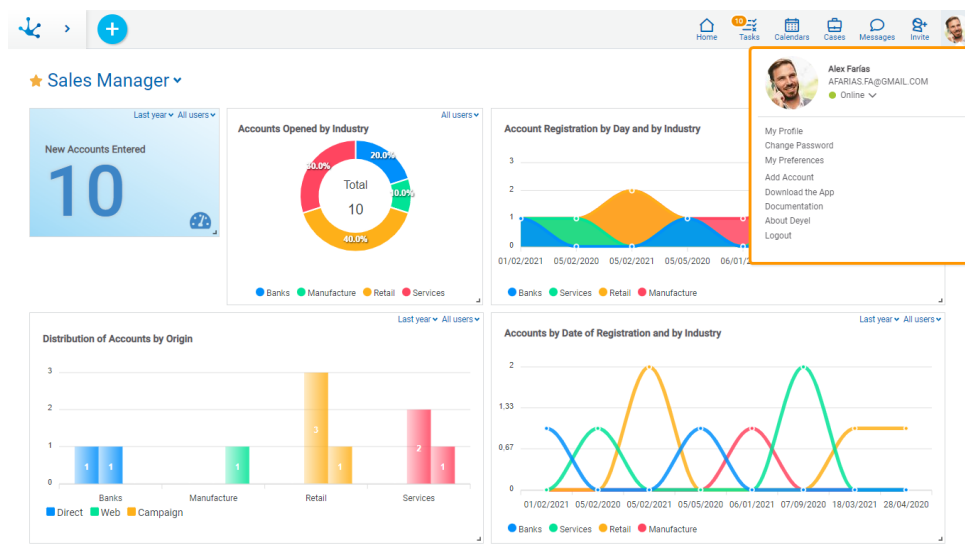 10
Home
Tasks
Calendars
Cases
Messages
Invite
Sales Manager
Alex Farías
AFARIAS.FA@GMAIL.COM
Online
My Profile
Change Password
My Preferences
Add Account
Download the App
Documentation
About Deyel
Logout
Last year All users
New Accounts Entered
10
All users
Accounts Opened by Industry
20.0%
10.0%
40.0%
30.0%
Total
10
Banks Manufacture Retail Services
Account Registration by Day and by Industry
3
2
1
0
01/02/2021 05/02/2020 05/02/2021 05/05/2020 06/01/2
Banks Services Retail Manufacture
Last year All users
Distribution of Accounts by Origin
3
2
1
0
1 1 1 3 1 2 1
Banks Manufacture Retail Services
Direct Web Campaign
Last year All users
Accounts by Date of Registration and by Industry
2
1,33
0,67
0
01/02/2021 05/02/2020 05/02/2021 05/05/2020 06/01/2021 07/09/2020 18/03/2021 28/04/2020
Banks Services Retail Manufacture